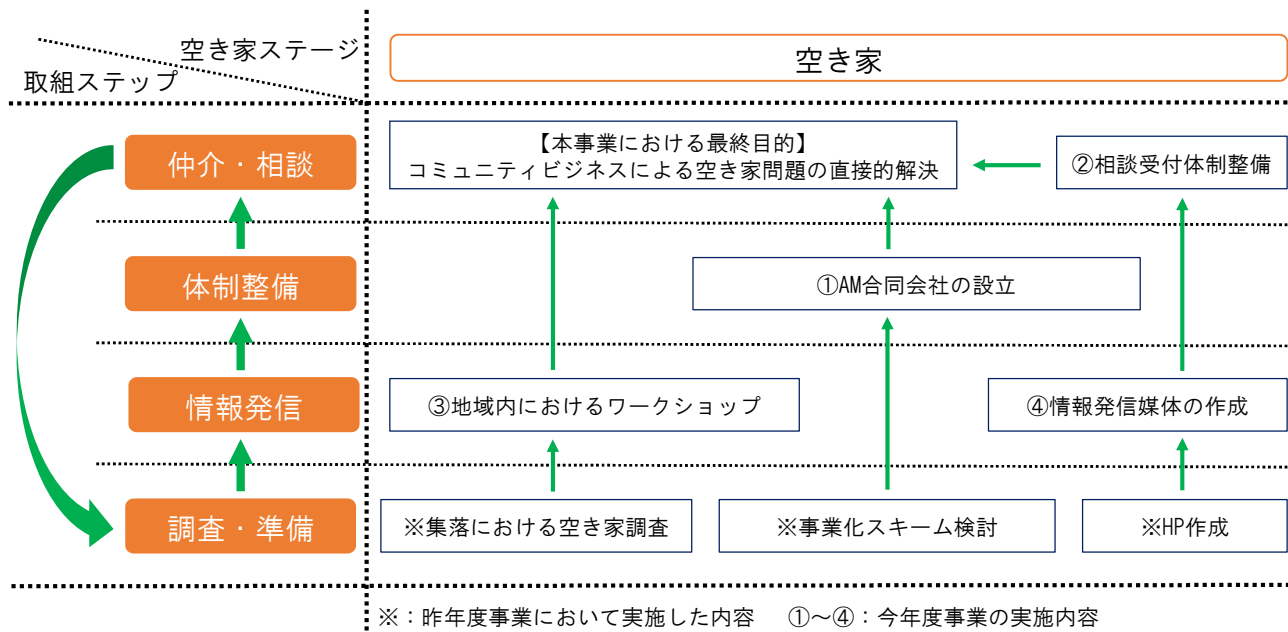 空き家ステージ
取組ステップ
空き家
仲介・相談
【本事業における最終目的】
コミュニティビジネスによる空き家問題の直接的解決
②相談受付体制整備
体制整備
①AM合同会社の設立
情報発信
③地域内におけるワークショップ
④情報発信媒体の作成
調査・準備
※集落における空き家調査
※事業化スキーム検討
※HP作成
※：昨年度事業において実施した内容　①～④：今年度事業の実施内容